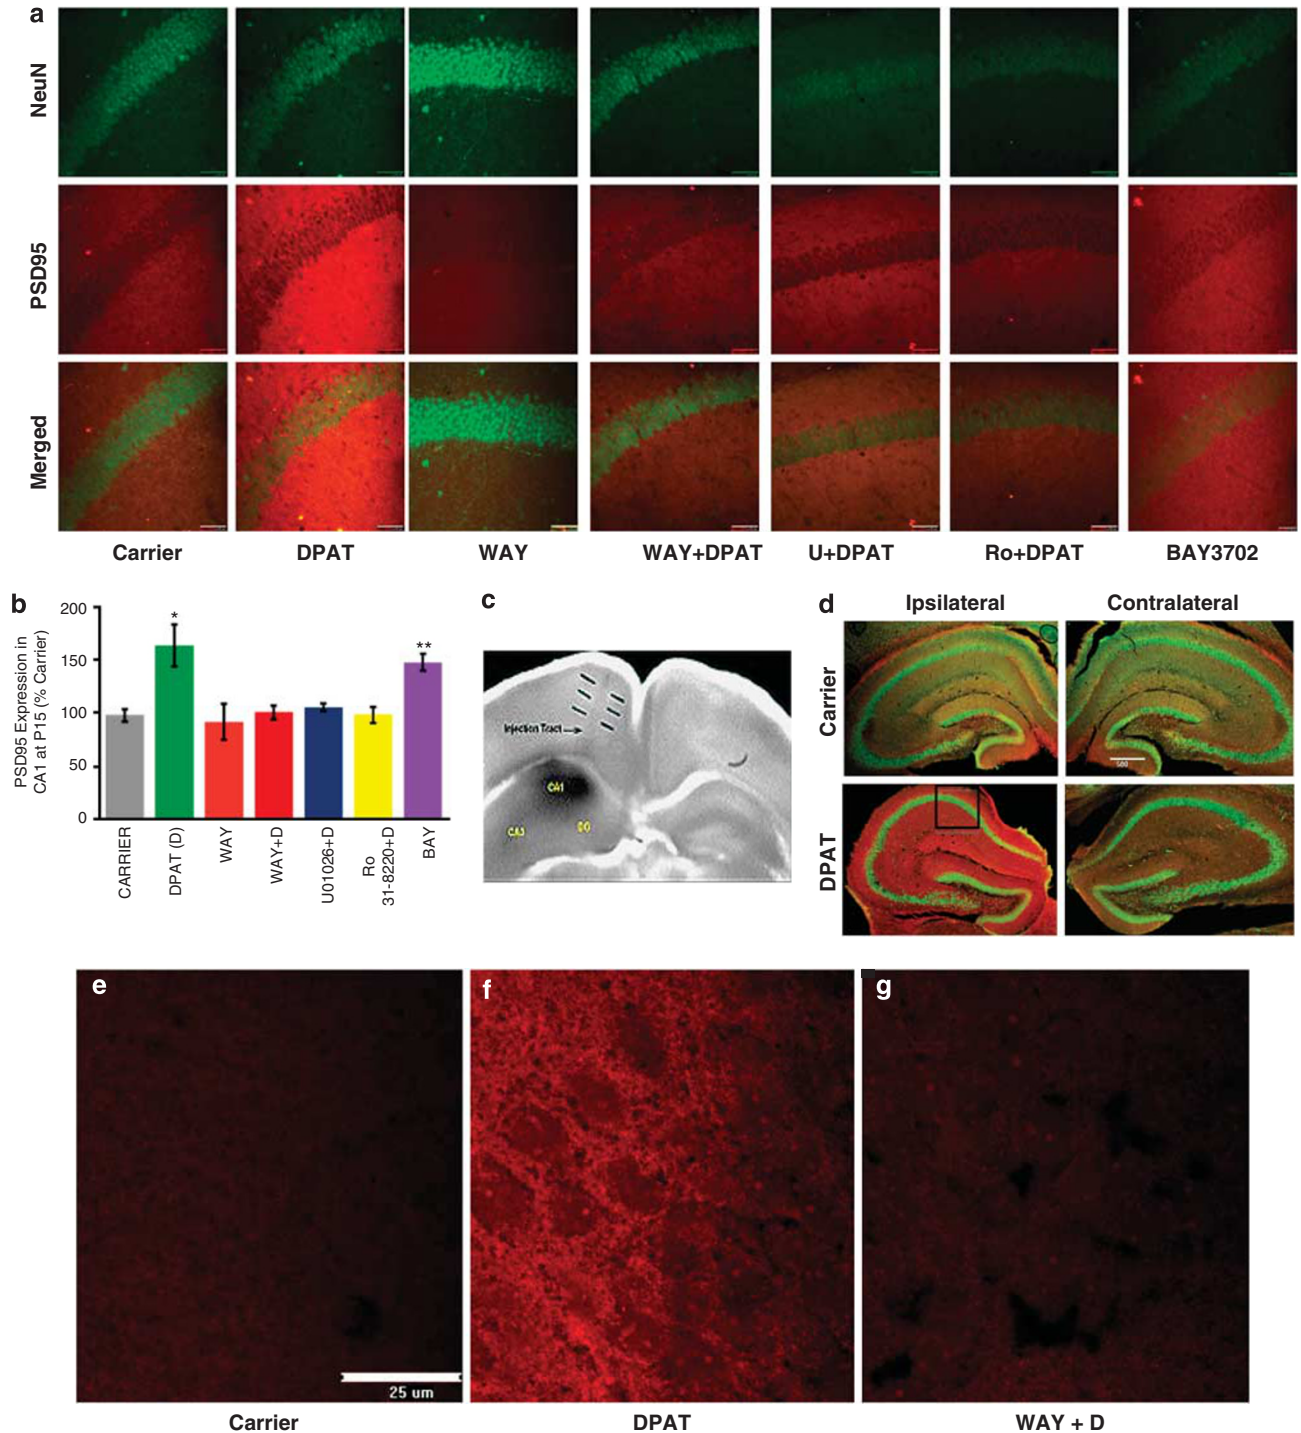 a
NeuN
PSD95
Merged
Carrier
DPAT
WAY
WAY+DPAT
U+DPAT
Ro+DPAT
BAY3702
b
PSD95 Expression in
CA1 at P15 (% Carrier)
200
150
100
50
0
*
**
CARRIER
DPAT (D)
WAY
WAY+D
U01026+D
Ro
31-8220+D
BAY
c
Injection Tract
CA1
CA3
DG
d
Ipsilateral
Contralateral
Carrier
DPAT
500
e
f
g
25 um
Carrier
DPAT
WAY + D